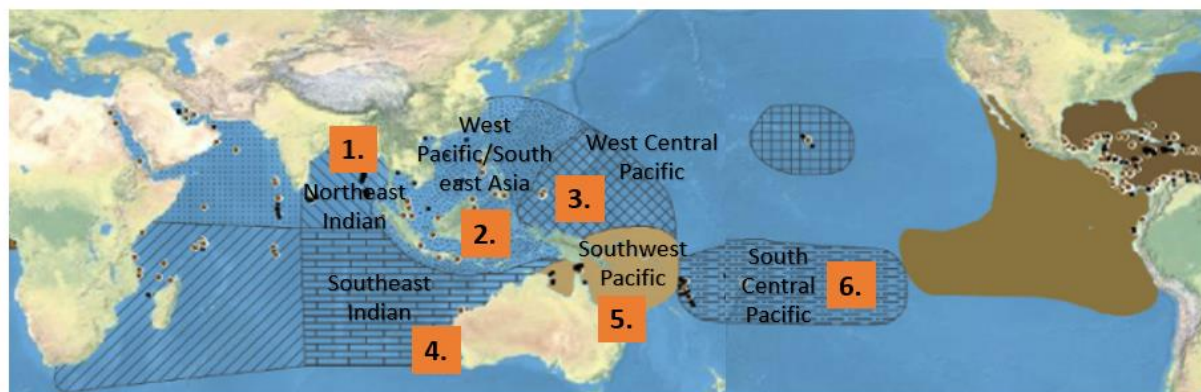 1.
Northeast
Indian
West
Pacific/South
east Asia
2.
West Central
Pacific
3.
Southeast
Indian
4.
Southwest
Pacific
5.
South
Central
Pacific
6.